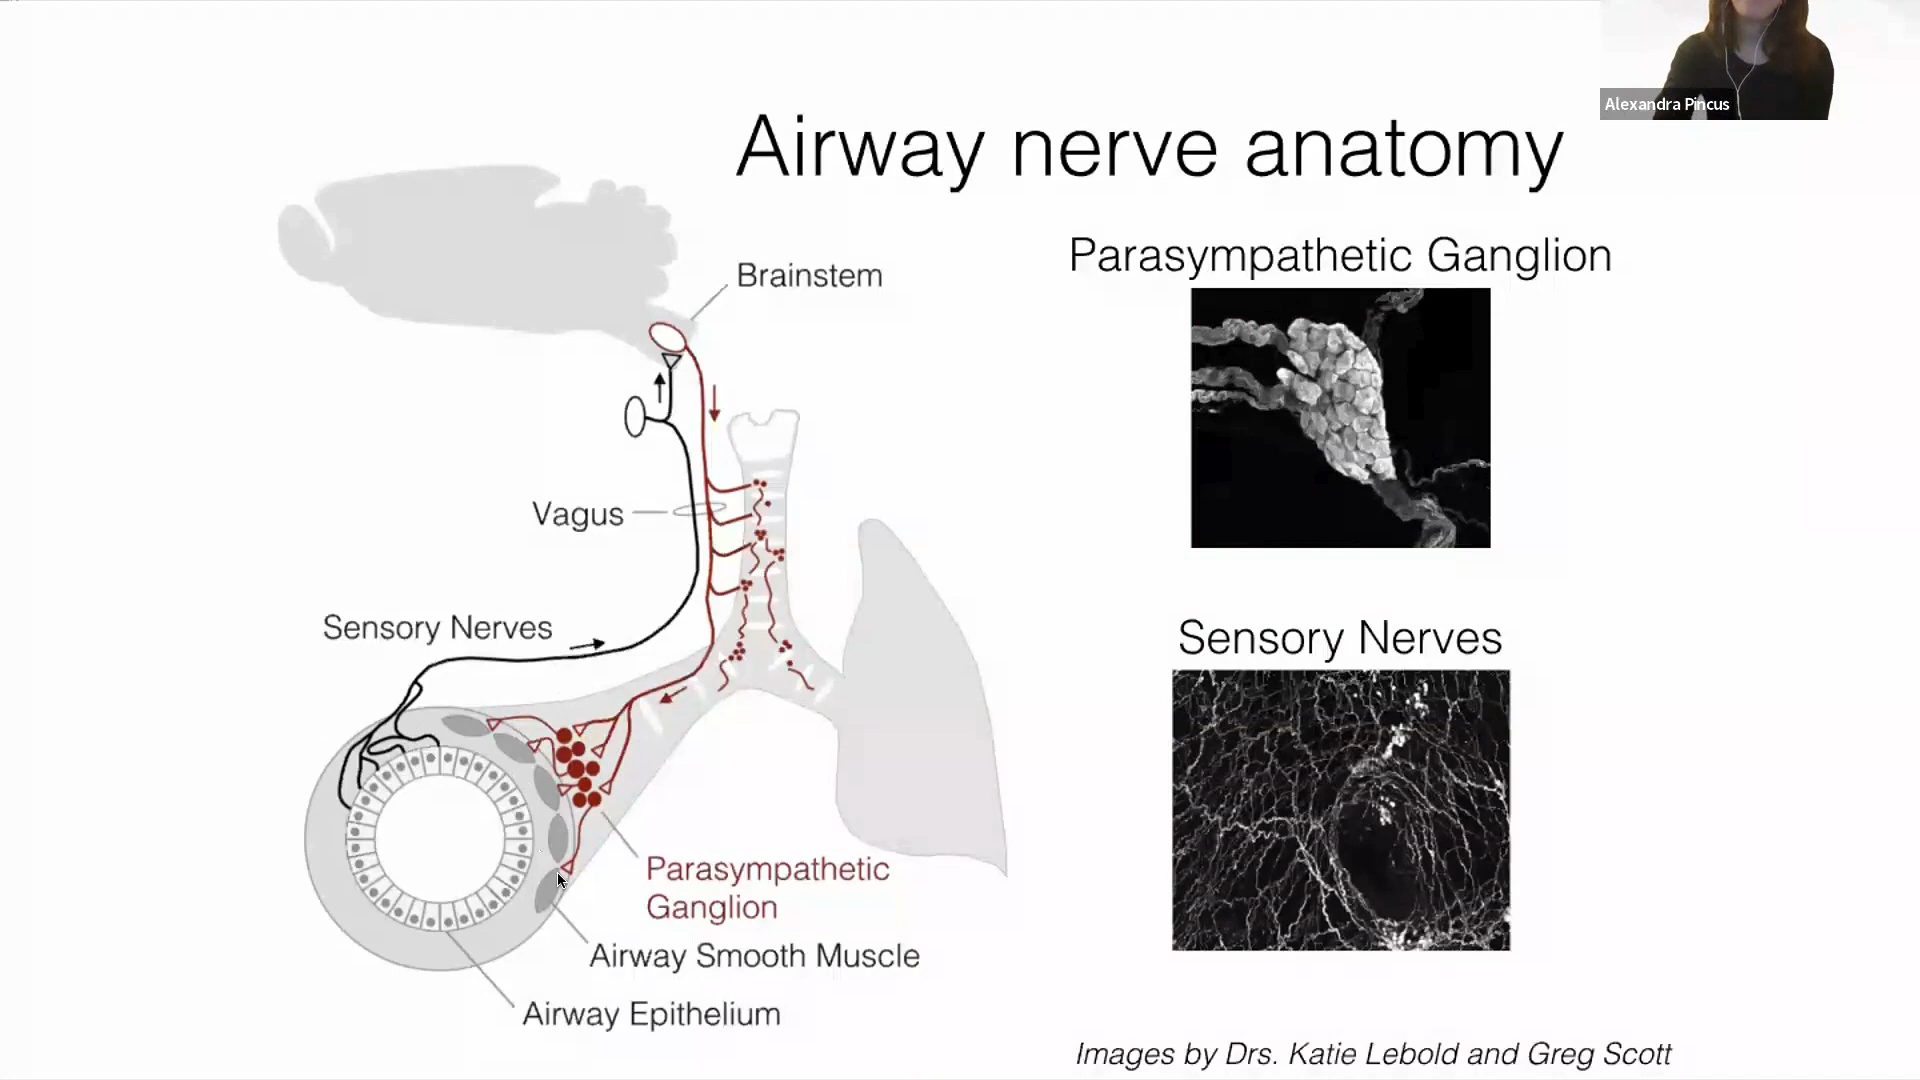 Alexandra Pincus
Airway nerve anatomy
Brainstem
Vagus
Sensory Nerves
Parasympathetic
Ganglion
Airway Smooth Muscle
Airway Epithelium
Parasympathetic Ganglion
Sensory Nerves
Images by Drs. Katie Lebold and Greg Scott